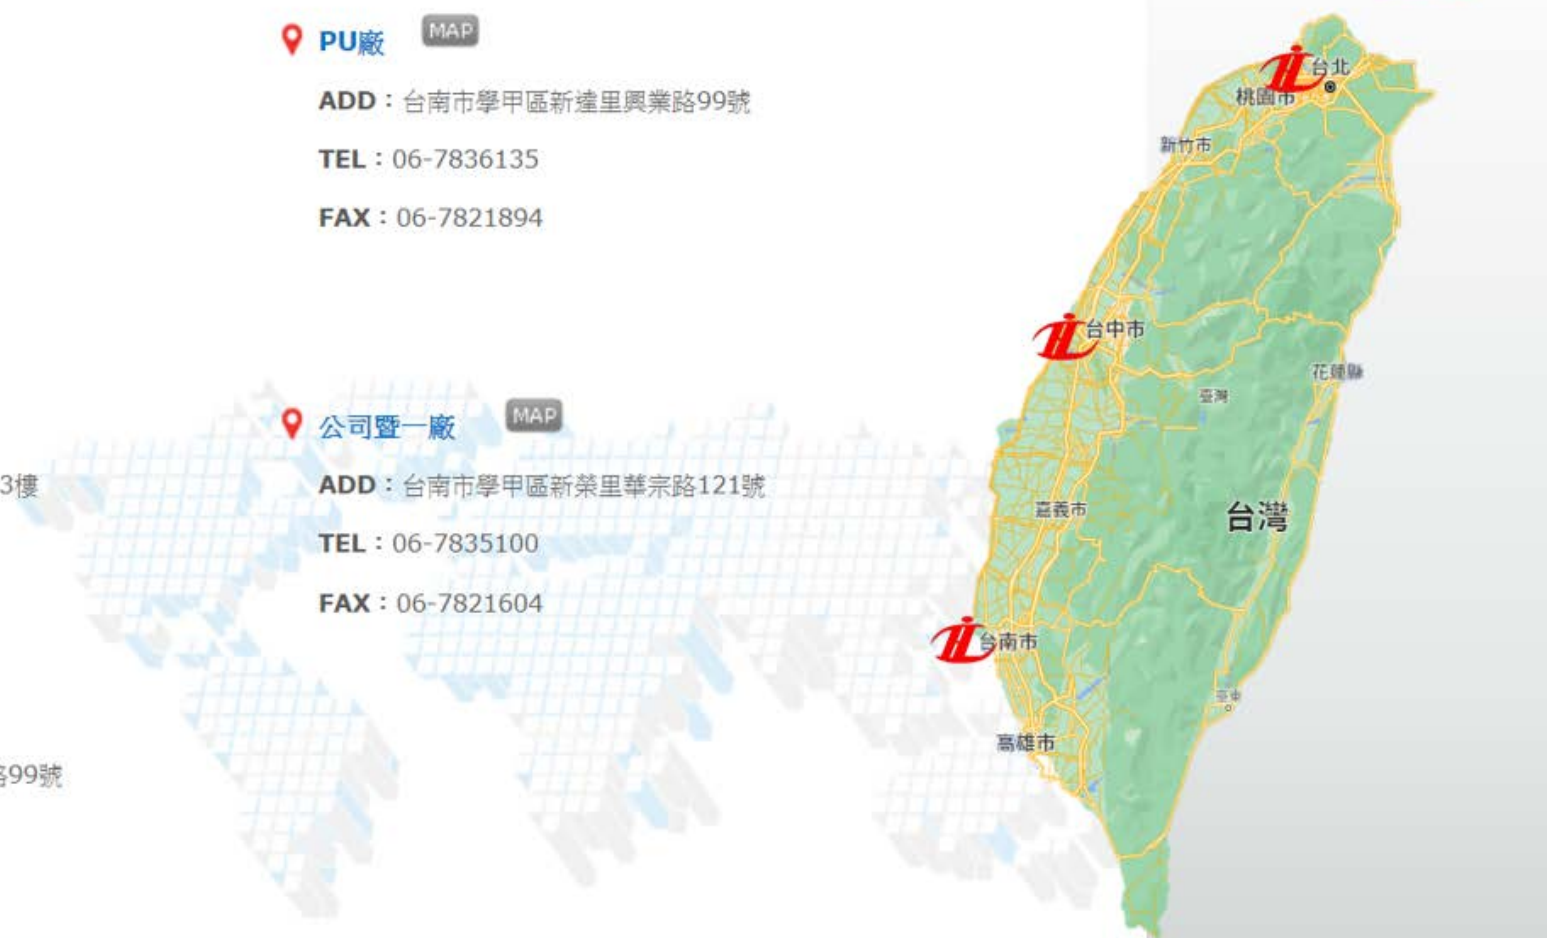 PU廠 MAP
ADD：台南市學甲區新達里興業路99號
TEL：06-7836135
FAX：06-7821894
公司暨一廠 MAP
ADD：台南市學甲區新榮里華宗路121號
TEL：06-7835100
FAX：06-7821604
3樓
路99號
台北
桃園市
新竹市
台中市
花蓮縣
臺灣
嘉義市
台灣
台南市
臺東
高雄市